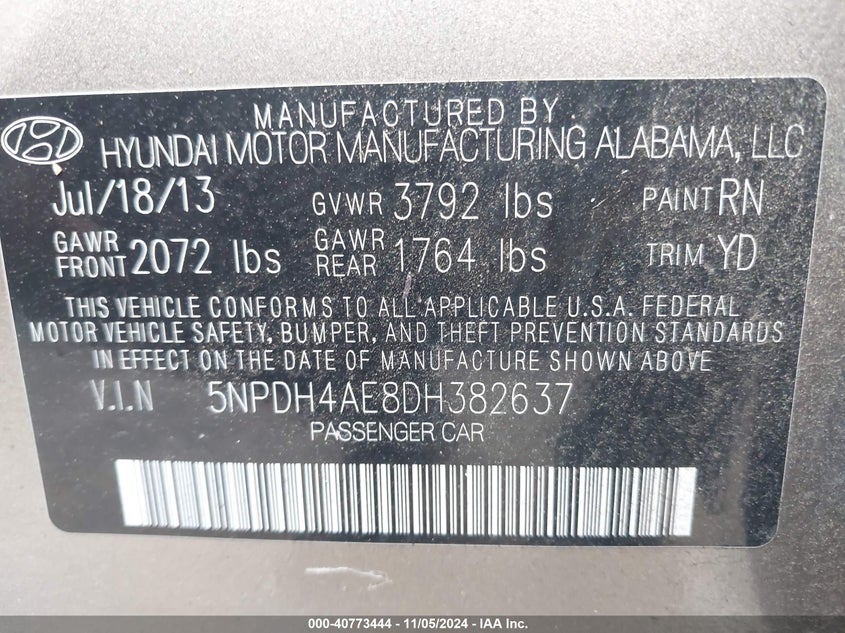 MANUFACTURED BY
HYUNDAI MOTOR MANUFACTURING ALABAMA, LLC
Jul/18/13 GVWR 3792 lbs PAINT RN
GAWR FRONT 2072 lbs GAWR REAR 1764 lbs TRIM YD
THIS VEHICLE CONFORMS TO ALL APPLICABLE U.S.A. FEDERAL
MOTOR VEHICLE SAFETY, BUMPER, AND THEFT PREVENTION STANDARDS
IN EFFECT ON THE DATE OF MANUFACTURE SHOWN ABOVE
V.I.N 5NPDH4AE8DH382637
PASSENGER CAR
000-40773444 - 11/05/2024 - IAA Inc.